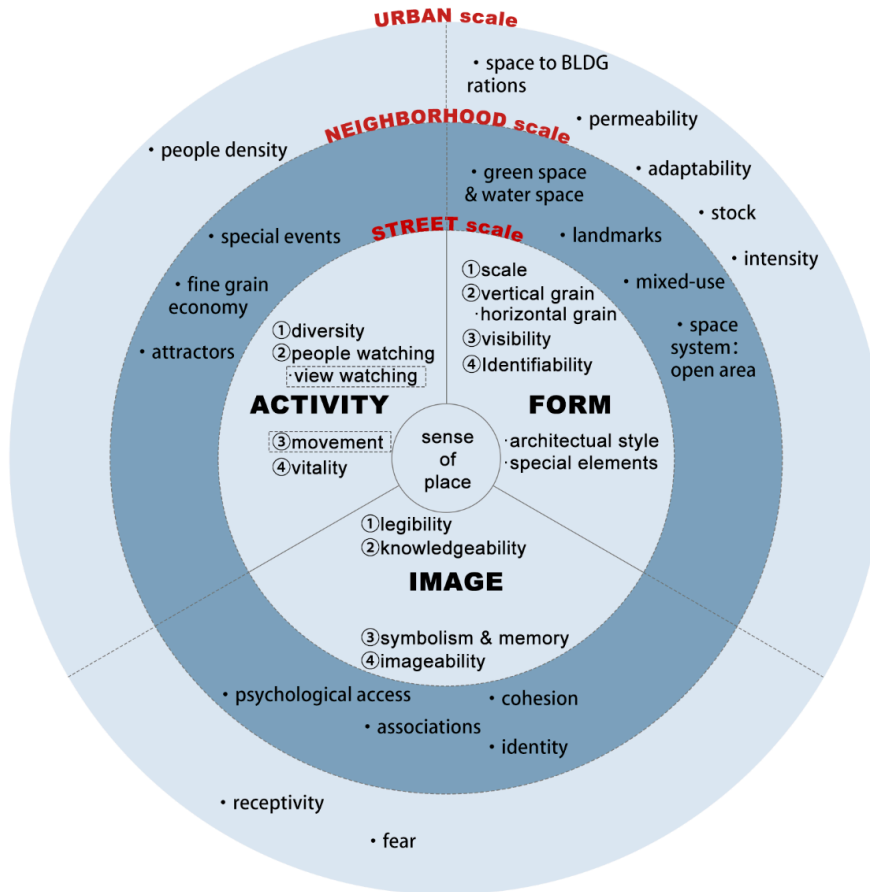 URBAN scale
・space to BLDG
rations
・permeability
・adaptability
・stock
・intensity
・people density
NEIGHBORHOOD scale
・green space
& water space
・landmarks
・mixed-use
・space
system：
open area
・special events
・fine grain
economy
・attractors
STREET scale
①scale
②vertical grain
·horizontal grain
③visibility
④Identifiability
FORM
·architectual style
·special elements
①diversity
②people watching
·view watching
ACTIVITY
③movement
④vitality
sense
of
place
①legibility
②knowledgeability
IMAGE
③symbolism & memory
④imageability
・psychological access
・cohesion
・associations
・identity
・receptivity
・fear